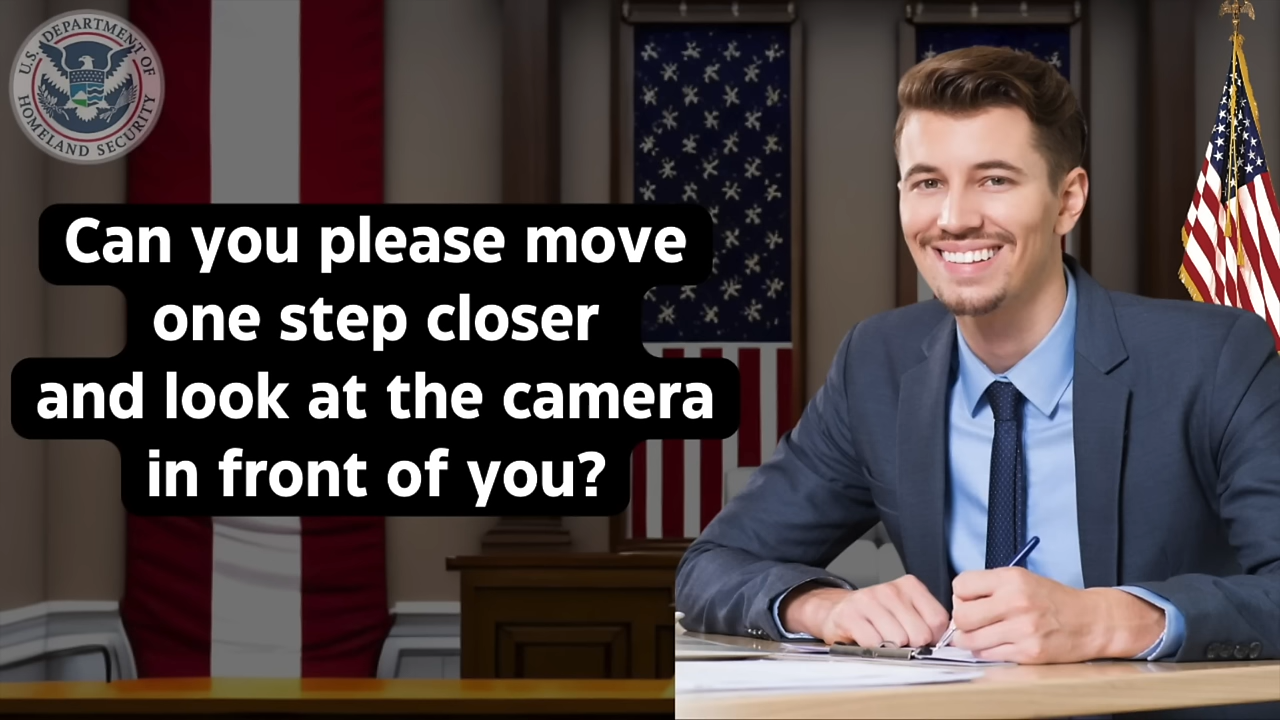 U.S. DEPARTMENT OF
HOMELAND SECURITY
Can you please move
one step closer
and look at the camera
in front of you?